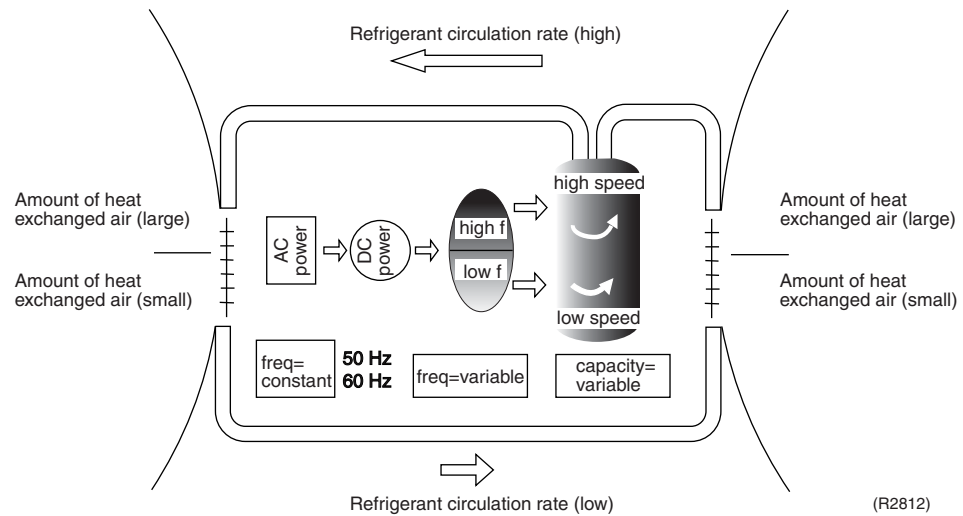 Refrigerant circulation rate (high)
high speed
Amount of heat
exchanged air (large)
Amount of heat
exchanged air (small)
AC
power
DC
power
high f
low f
low speed
Amount of heat
exchanged air (large)
Amount of heat
exchanged air (small)
freq=
constant
50 Hz
60 Hz
freq=variable
capacity=
variable
Refrigerant circulation rate (low)
(R2812)